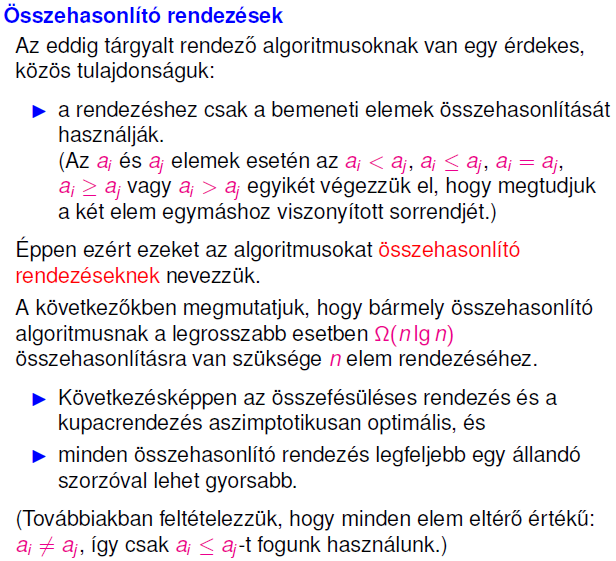 Összehasonlító rendezések
Az eddig tárgyalt rendező algoritmusoknak van egy érdekes,
közös tulajdonságuk:
▶ a rendezéshez csak a bemeneti elemek összehasonlítását
használják.
(Az a_i és a_j elemek esetén az a_i < a_j, a_i ≤ a_j, a_i = a_j,
a_i ≥ a_j vagy a_i > a_j egyikét végezzük el, hogy megtudjuk
a két elem egymáshoz viszonyított sorrendjét.)
Éppen ezért ezeket az algoritmusokat összehasonlító
rendezéseknek nevezzük.
A következőkben megmutatjuk, hogy bármely összehasonlító
algoritmusnak a legrosszabb esetben Ω(n lg n)
összehasonlításra van szüksége n elem rendezéséhez.
▶ Következésképpen az összefésüléses rendezés és a
kupacrendezés aszimptotikusan optimális, és
▶ minden összehasonlító rendezés legfeljebb egy állandó
szorzóval lehet gyorsabb.
(Továbbiakban feltételezzük, hogy minden elem eltérő értékű:
a_i ≠ a_j, így csak a_i ≤ a_j-t fogunk használunk.)